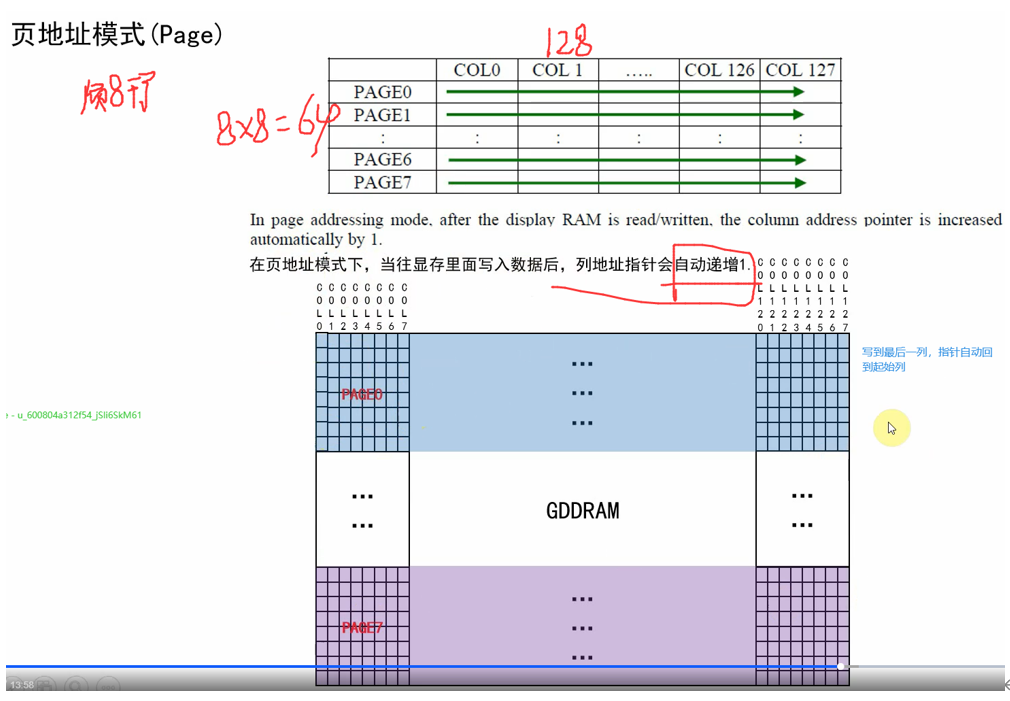 页地址模式(Page)
128
8×8=64
COL0 COL 1 ..... COL 126 COL 127
PAGE0
PAGE1
: : : : : :
PAGE6
PAGE7
In page addressing mode, after the display RAM is read/written, the column address pointer is increased
automatically by 1.
在页地址模式下，当往显存里面写入数据后，列地址指针会自动递增1.
COL0 COL1 COL2 COL3 COL4 COL5 COL6 COL7
COL120 COL121 COL122 COL123 COL124 COL125 COL126 COL127
写到最后一列，指针自动回
到起始列
PAGE0
...
...
...
e - u_600804a312f54_jSli6SkM61
...
...
GDDRAM
...
...
PAGE7
...
...
...
13:58